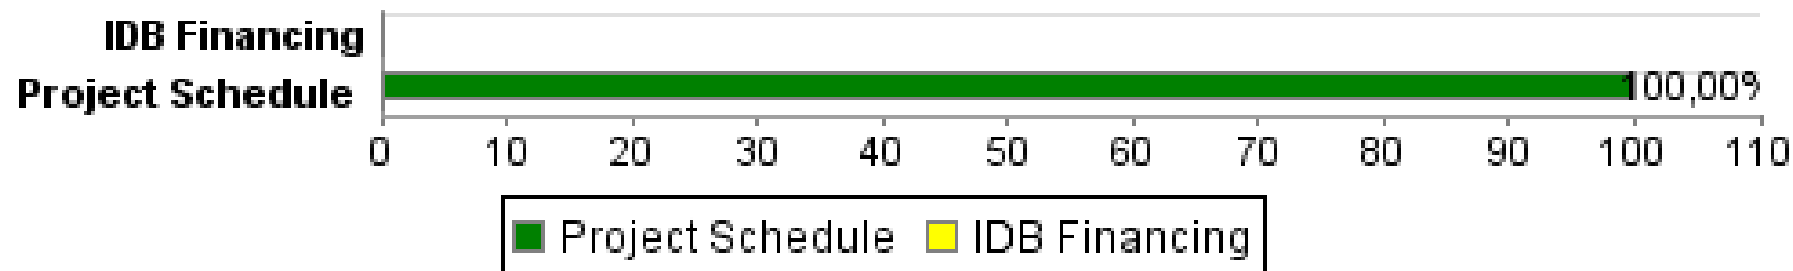 IDB Financing
Project Schedule
100,00%
0 10 20 30 40 50 60 70 80 90 100 110
Project Schedule IDB Financing